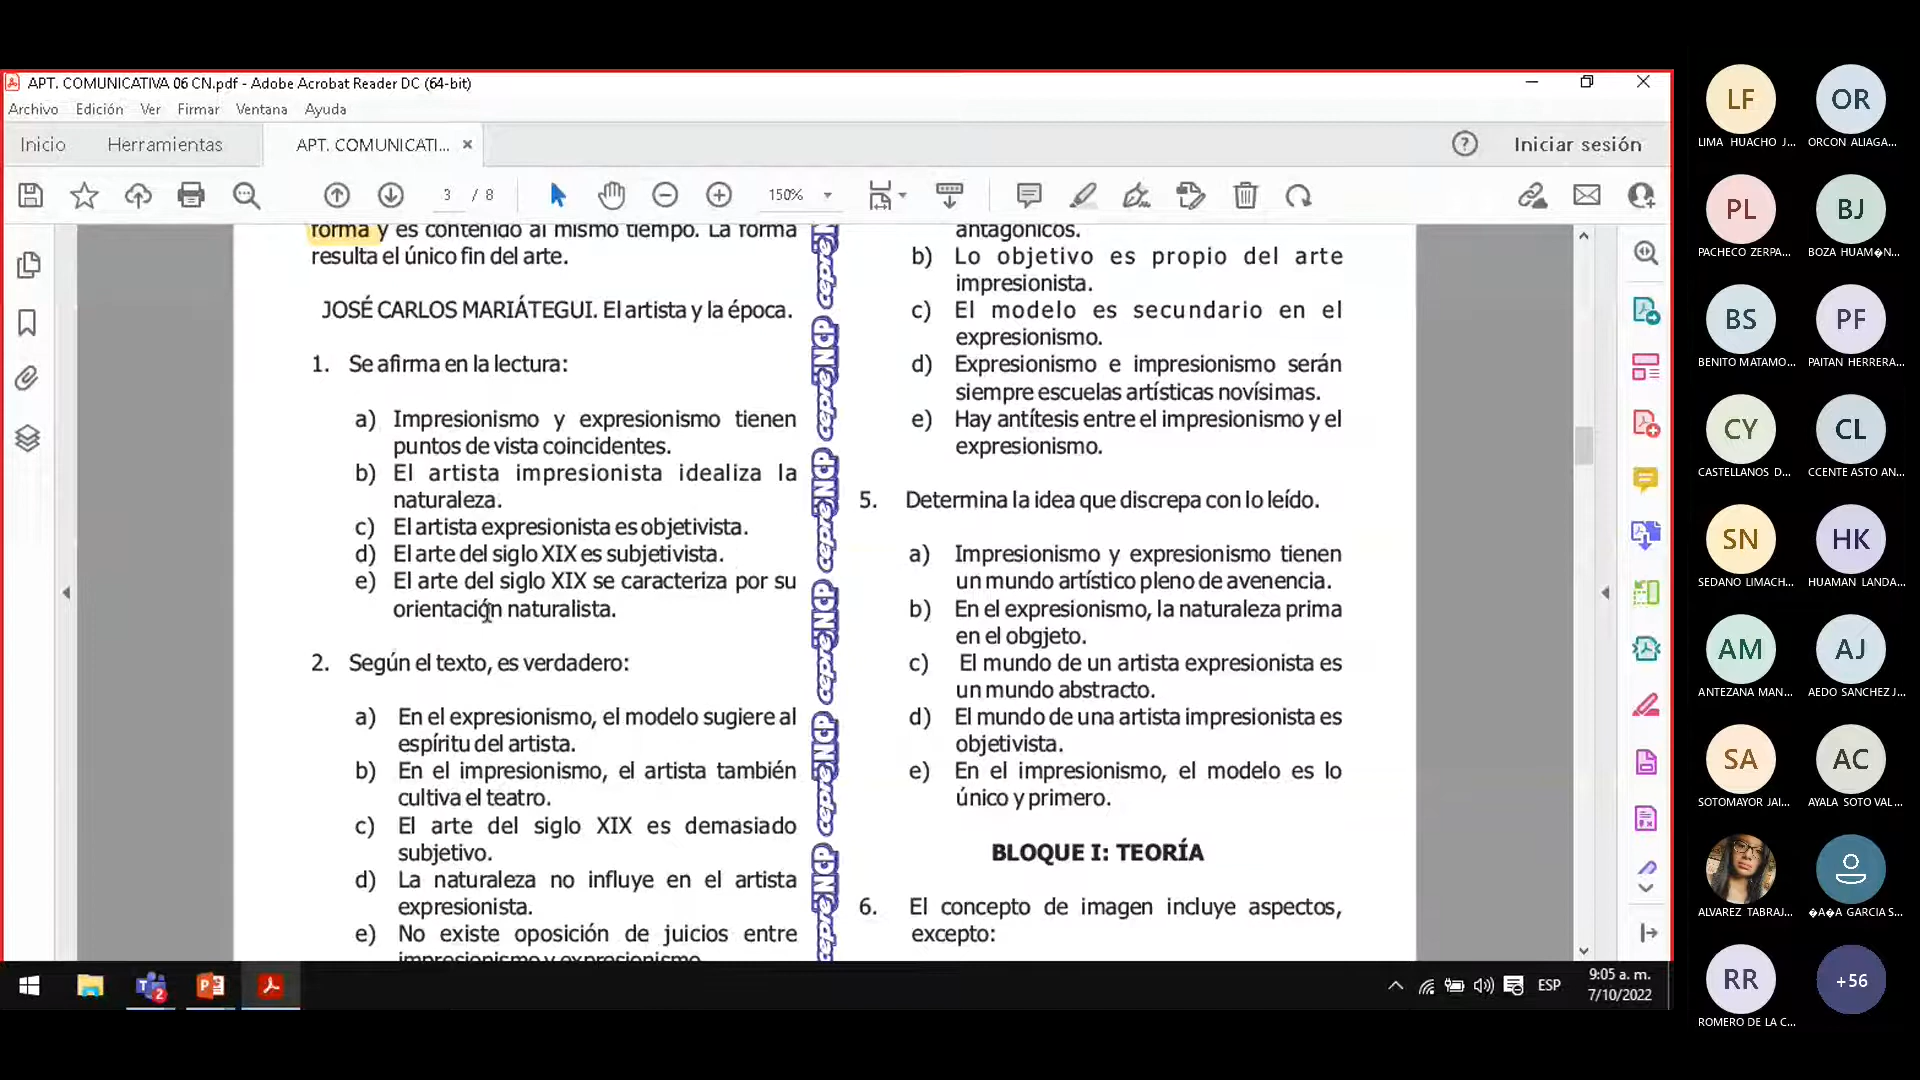 APT. COMUNICATIVA 06 CN.pdf - Adobe Acrobat Reader DC (64-bit)
Archivo Edición Ver Firmar Ventana Ayuda
Inicio Herramientas APT. COMUNICATI... Iniciar sesión
3 / 8 150%
forma y es contenido al mismo tiempo. La forma
resulta el único fin del arte.
JOSÉ CARLOS MARIÁTEGUI. El artista y la época.
1. Se afirma en la lectura:
a) Impresionismo y expresionismo tienen
puntos de vista coincidentes.
b) El artista impresionista idealiza la
naturaleza.
c) El artista expresionista es objetivista.
d) El arte del siglo XIX es subjetivista.
e) El arte del siglo XIX se caracteriza por su
orientación naturalista.
2. Según el texto, es verdadero:
a) En el expresionismo, el modelo sugiere al
espíritu del artista.
b) En el impresionismo, el artista también
cultiva el teatro.
c) El arte del siglo XIX es demasiado
subjetivo.
d) La naturaleza no influye en el artista
expresionista.
e) No existe oposición de juicios entre
impresionismo y expresionismo.
cepreUNCP cepreUNCP cepreUNCP cepreUNCP cepreUNCP cepreUNCP
antagónicos.
b) Lo objetivo es propio del arte
impresionista.
c) El modelo es secundario en el
expresionismo.
d) Expresionismo e impresionismo serán
siempre escuelas artísticas novísimas.
e) Hay antítesis entre el impresionismo y el
expresionismo.
5. Determina la idea que discrepa con lo leído.
a) Impresionismo y expresionismo tienen
un mundo artístico pleno de avenencia.
b) En el expresionismo, la naturaleza prima
en el obgjeto.
c) El mundo de un artista expresionista es
un mundo abstracto.
d) El mundo de una artista impresionista es
objetivista.
e) En el impresionismo, el modelo es lo
único y primero.
BLOQUE I: TEORÍA
6. El concepto de imagen incluye aspectos,
excepto:
2
ESP
9:05 a. m.
7/10/2022
LF OR
LIMA HUACHO J... ORCON ALIAGA...
PL BJ
PACHECO ZERPA... BOZA HUAM�N...
BS PF
BENITO MATAMO... PAITAN HERRERA...
CY CL
CASTELLANOS D... CCENTE ASTO AN...
SN HK
SEDANO LIMACH... HUAMAN LANDA...
AM AJ
ANTEZANA MAN... AEDO SANCHEZ J...
SA AC
SOTOMAYOR JAI... AYALA SOTO VAL...
ALVAREZ TABRAJ... �A�A GARCIA S...
RR +56
ROMERO DE LA C...